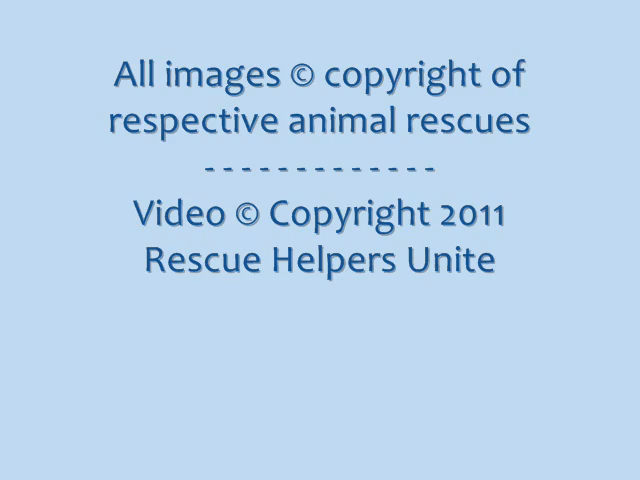 All images © copyright of
respective animal rescues
- - - - - - - - - - - - -
Video © Copyright 2011
Rescue Helpers Unite